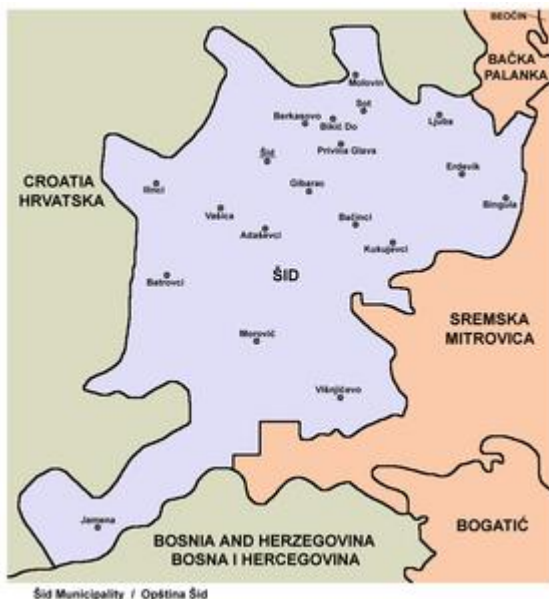 BEOČIN
BAČKA
PALANKA
Molovin
Sot
Berkasovo
Bikić Do
Ljuba
Privina Glava
Šid
Erdevik
CROATIA
HRVATSKA
Ilinci
Gibarac
Bingula
Vašica
Bačinci
Adaševci
Kukujevci
Batrovci
ŠID
SREMSKA
MITROVICA
Morović
Višnjićevo
Jamena
BOGATIĆ
BOSNIA AND HERZEGOVINA
BOSNA I HERCEGOVINA
Šid Municipality / Opština Šid